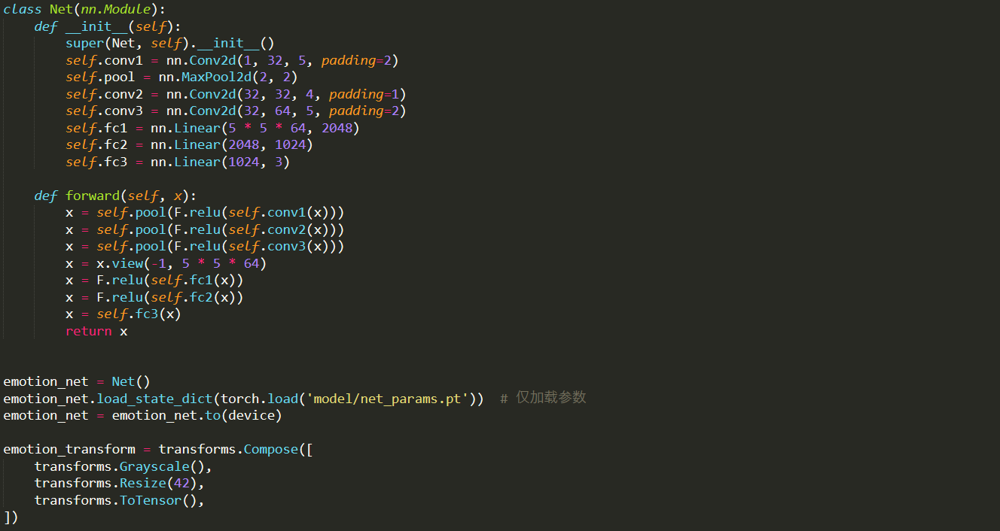 class Net(nn.Module):
    def __init__(self):
        super(Net, self).__init__()
        self.conv1 = nn.Conv2d(1, 32, 5, padding=2)
        self.pool = nn.MaxPool2d(2, 2)
        self.conv2 = nn.Conv2d(32, 32, 4, padding=1)
        self.conv3 = nn.Conv2d(32, 64, 5, padding=2)
        self.fc1 = nn.Linear(5 * 5 * 64, 2048)
        self.fc2 = nn.Linear(2048, 1024)
        self.fc3 = nn.Linear(1024, 3)

    def forward(self, x):
        x = self.pool(F.relu(self.conv1(x)))
        x = self.pool(F.relu(self.conv2(x)))
        x = self.pool(F.relu(self.conv3(x)))
        x = x.view(-1, 5 * 5 * 64)
        x = F.relu(self.fc1(x))
        x = F.relu(self.fc2(x))
        x = self.fc3(x)
        return x


emotion_net = Net()
emotion_net.load_state_dict(torch.load('model/net_params.pt'))  # 仅加载参数
emotion_net = emotion_net.to(device)

emotion_transform = transforms.Compose([
    transforms.Grayscale(),
    transforms.Resize(42),
    transforms.ToTensor(),
])